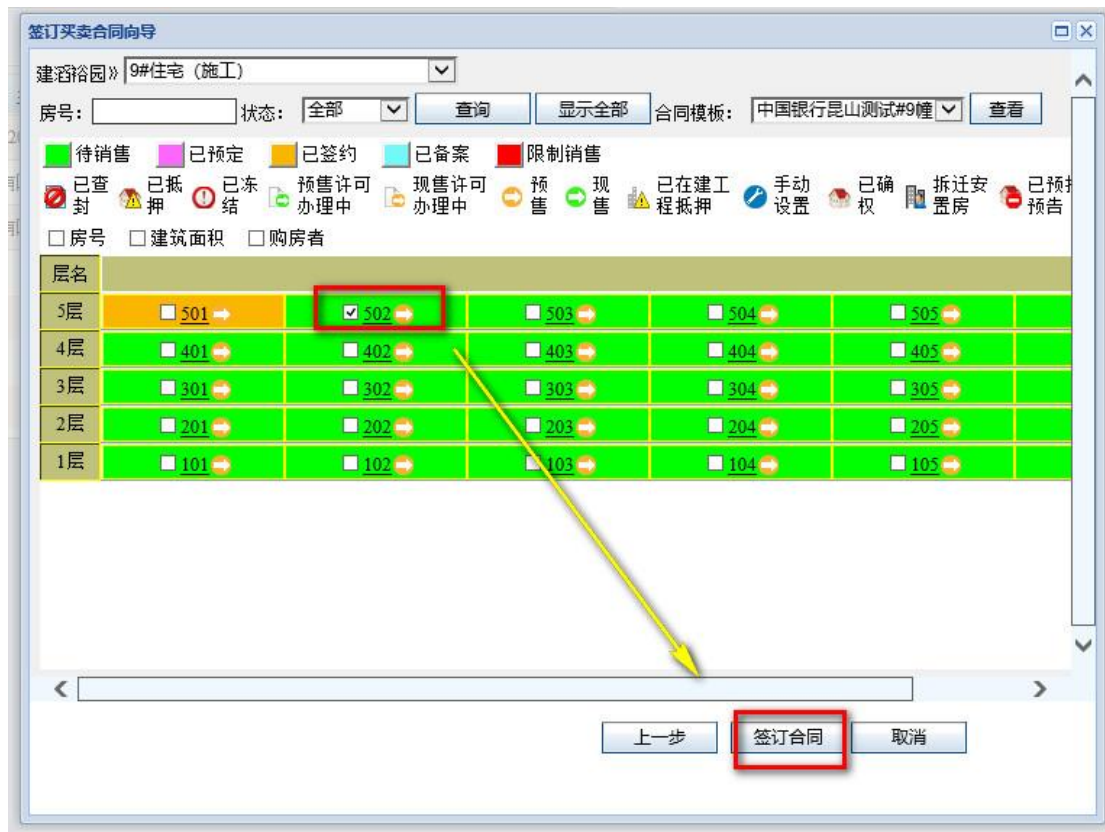 签订买卖合同向导
建滔裕园》 9#住宅（施工）
房号： 状态： 全部 查询 显示全部 合同模板： 中国银行昆山测试#9幢 查看
待销售 已预定 已签约 已备案 限制销售
已查封 已抵押 已冻结 预售许可办理中 现售许可办理中 预售 现售 已在建工程抵押 手动设置 已确权 拆迁安置房 已预 预告
房号 建筑面积 购房者
层名
5层 501 502 503 504 505
4层 401 402 403 404 405
3层 301 302 303 304 305
2层 201 202 203 204 205
1层 101 102 103 104 105
上一步 签订合同 取消